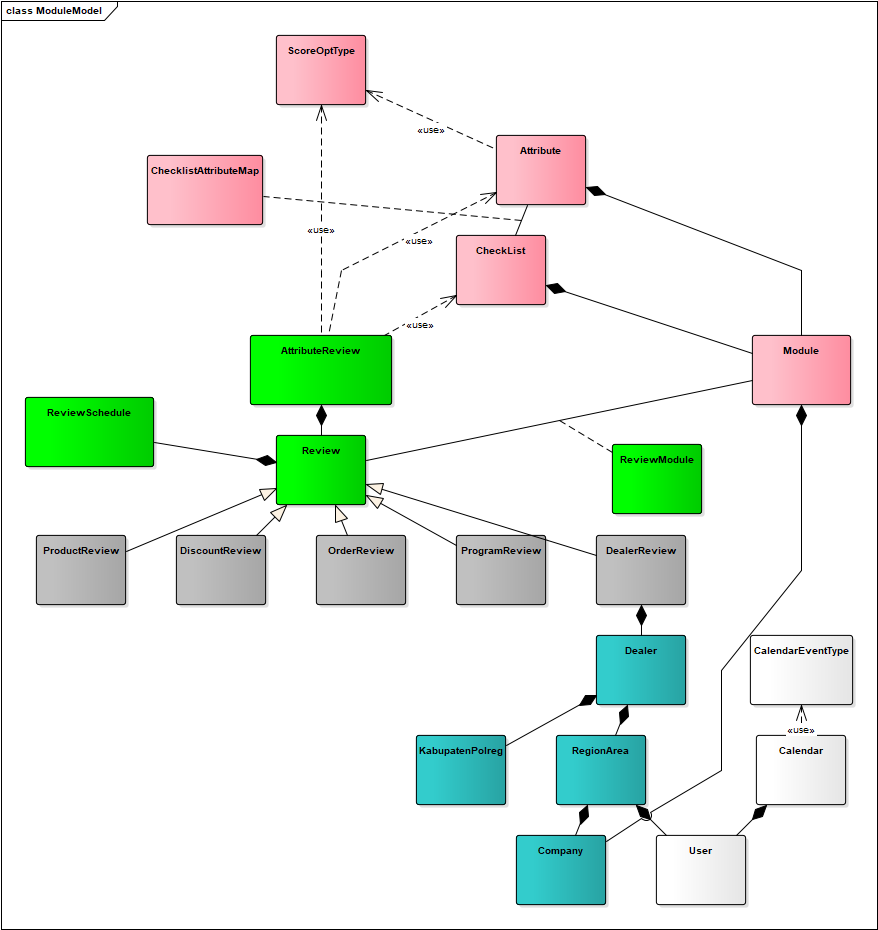 class ModuleModel
ScoreOptType
«use»
Attribute
ChecklistAttributeMap
«use»
«use»
CheckList
«use»
AttributeReview
Module
ReviewSchedule
Review
ReviewModule
ProductReview
DiscountReview
OrderReview
ProgramReview
DealerReview
Dealer
CalendarEventType
«use»
KabupatenPolreg
RegionArea
Calendar
Company
User